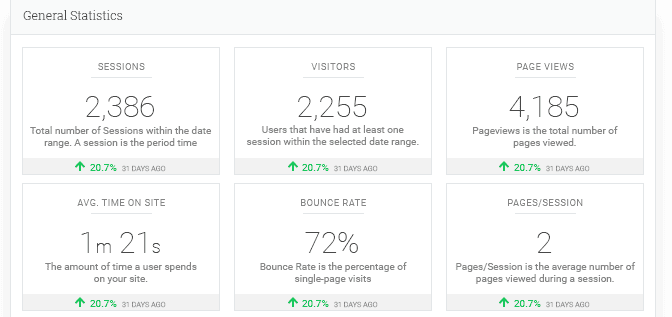 General Statistics
SESSIONS
2,386
Total number of Sessions within the date
range. A session is the period time
20.7% 31 DAYS AGO
VISITORS
2,255
Users that have had at least one
session within the selected date range.
20.7% 31 DAYS AGO
PAGE VIEWS
4,185
Pageviews is the total number of
pages viewed.
20.7% 31 DAYS AGO
AVG. TIME ON SITE
1m 21s
The amount of time a user spends
on your site.
20.7% 31 DAYS AGO
BOUNCE RATE
72%
Bounce Rate is the percentage of
single-page visits
20.7% 31 DAYS AGO
PAGES/SESSION
2
Pages/Session is the average number of
pages viewed during a session.
20.7% 31 DAYS AGO